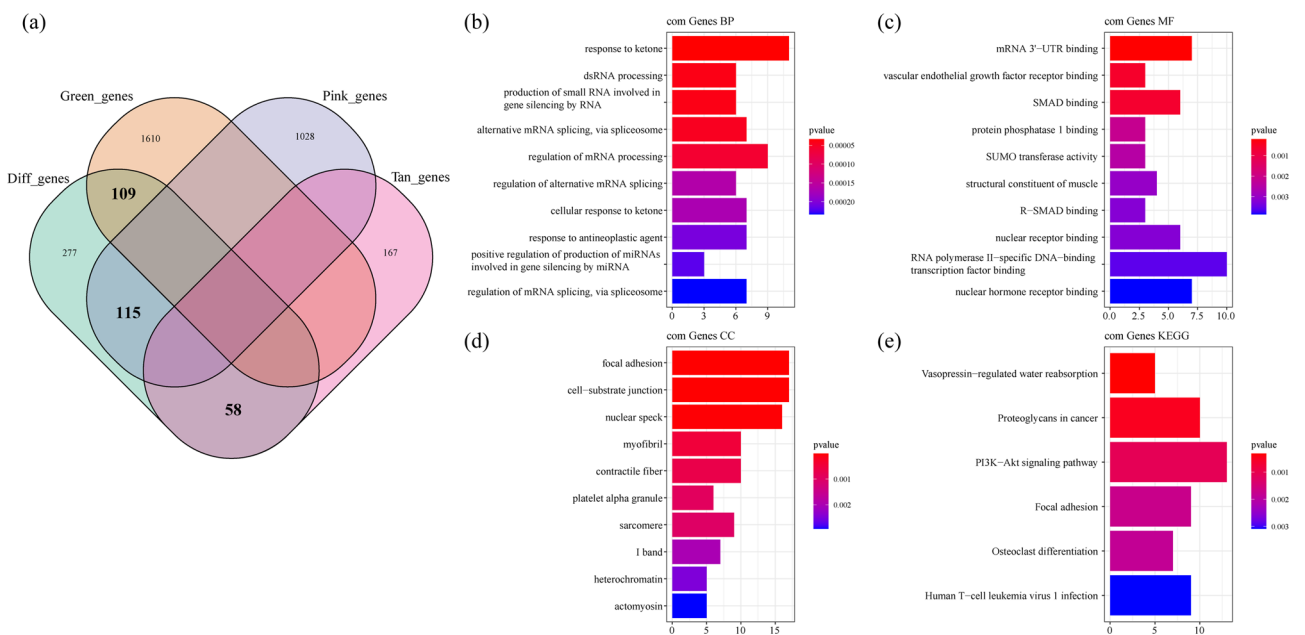 (a)
Green_genes
Pink_genes
Diff_genes
Tan_genes
1610
1028
109
277
167
115
58
(b)
com Genes BP
response to ketone
dsRNA processing
production of small RNA involved in
gene silencing by RNA
alternative mRNA splicing, via spliceosome
regulation of mRNA processing
regulation of alternative mRNA splicing
cellular response to ketone
response to antineoplastic agent
positive regulation of production of miRNAs
involved in gene silencing by miRNA
regulation of mRNA splicing, via spliceosome
0 3 6 9
pvalue
0.00005
0.00010
0.00015
0.00020
(c)
com Genes MF
mRNA 3'−UTR binding
vascular endothelial growth factor receptor binding
SMAD binding
protein phosphatase 1 binding
SUMO transferase activity
structural constituent of muscle
R−SMAD binding
nuclear receptor binding
RNA polymerase II−specific DNA−binding
transcription factor binding
nuclear hormone receptor binding
0.0 2.5 5.0 7.5 10.0
pvalue
0.001
0.002
0.003
(d)
com Genes CC
focal adhesion
cell−substrate junction
nuclear speck
myofibril
contractile fiber
platelet alpha granule
sarcomere
I band
heterochromatin
actomyosin
0 5 10 15
pvalue
0.001
0.002
(e)
com Genes KEGG
Vasopressin−regulated water reabsorption
Proteoglycans in cancer
PI3K−Akt signaling pathway
Focal adhesion
Osteoclast differentiation
Human T−cell leukemia virus 1 infection
0 5 10
pvalue
0.001
0.002
0.003